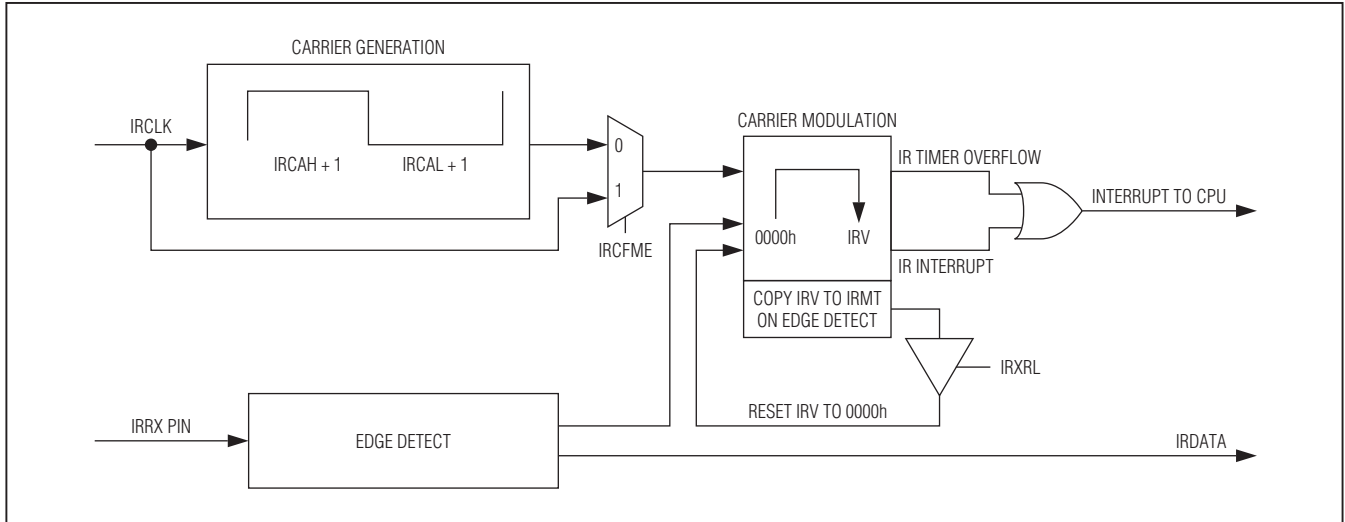 CARRIER GENERATION
IRCLK
IRCAH + 1
IRCAL + 1
0
1
IRCFME
CARRIER MODULATION
0000h
IRV
IR TIMER OVERFLOW
IR INTERRUPT
INTERRUPT TO CPU
COPY IRV TO IRMT
ON EDGE DETECT
IRXRL
RESET IRV TO 0000h
IRRX PIN
EDGE DETECT
IRDATA